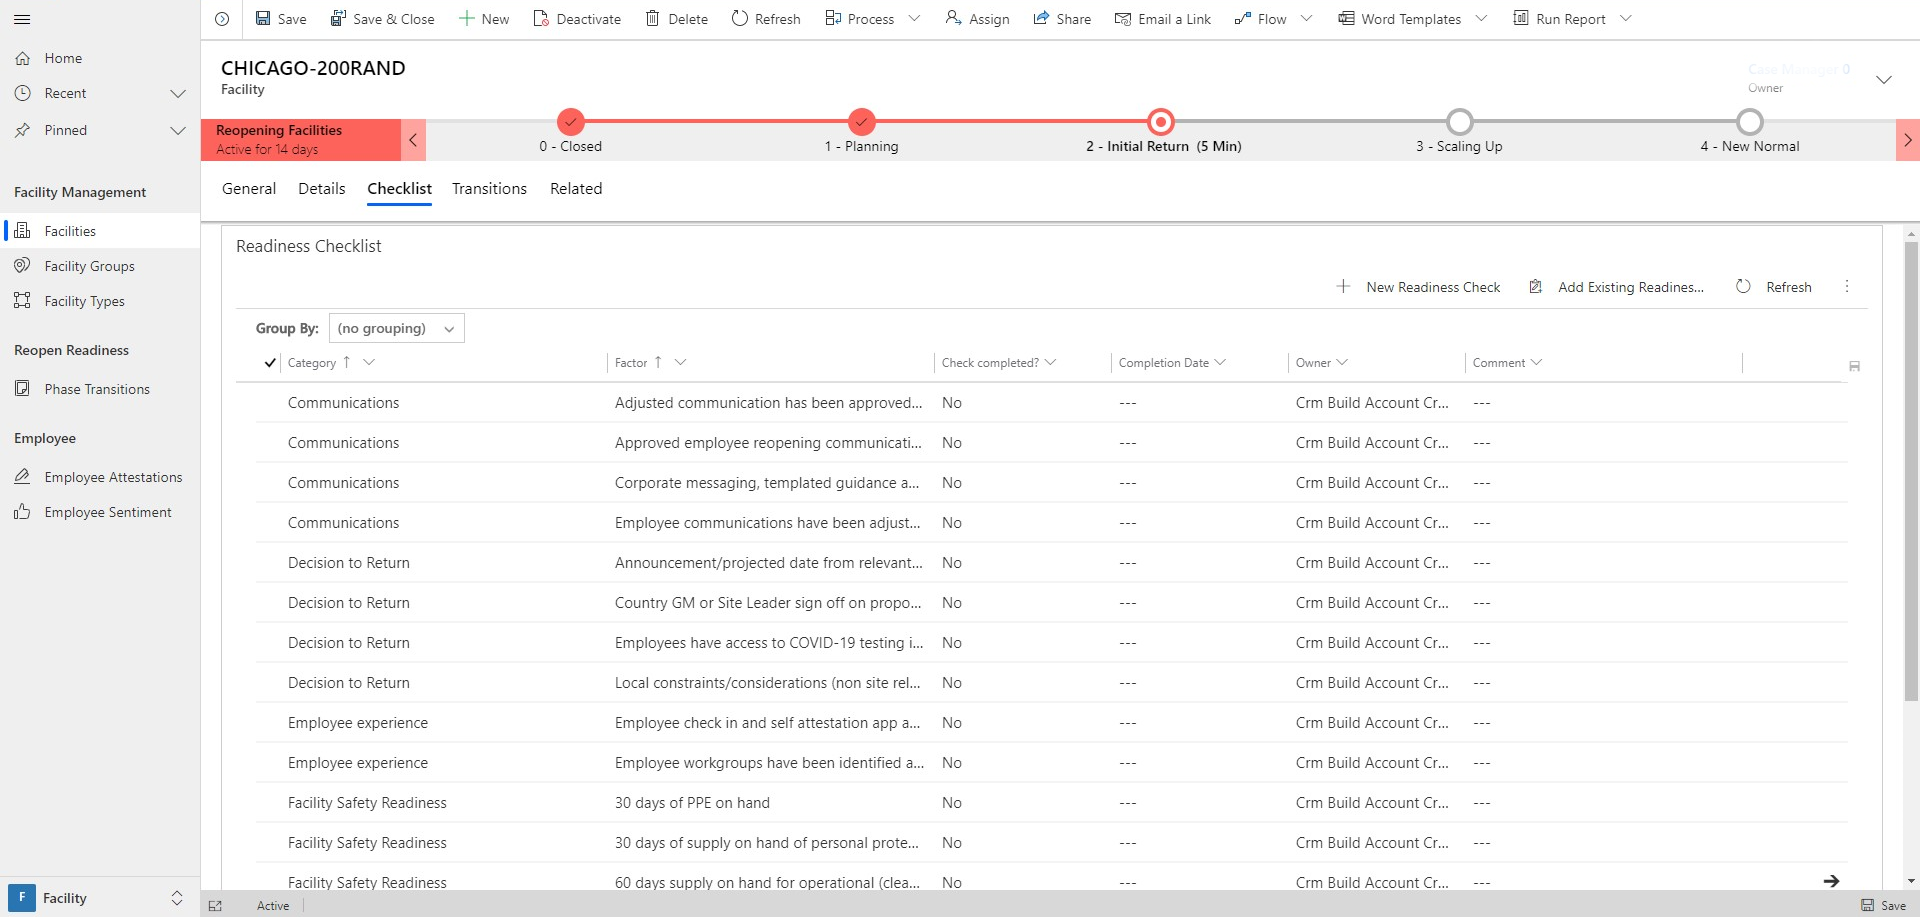 Save
Save & Close
New
Deactivate
Delete
Refresh
Process
Assign
Share
Email a Link
Flow
Word Templates
Run Report
Home
Recent
Pinned
Facility Management
Facilities
Facility Groups
Facility Types
Reopen Readiness
Phase Transitions
Employee
Employee Attestations
Employee Sentiment
F Facility
CHICAGO-200RAND
Facility
Case Manager 0
Owner
Reopening Facilities
Active for 14 days
0 - Closed
1 - Planning
2 - Initial Return (5 Min)
3 - Scaling Up
4 - New Normal
General Details Checklist Transitions Related
Readiness Checklist
New Readiness Check Add Existing Readines... Refresh
Group By: (no grouping)
Category Factor Check completed? Completion Date Owner Comment
Communications Adjusted communication has been approved... No --- Crm Build Account Cr... ---
Communications Approved employee reopening communicati... No --- Crm Build Account Cr... ---
Communications Corporate messaging, templated guidance a... No --- Crm Build Account Cr... ---
Communications Employee communications have been adjust... No --- Crm Build Account Cr... ---
Decision to Return Announcement/projected date from relevant... No --- Crm Build Account Cr... ---
Decision to Return Country GM or Site Leader sign off on propo... No --- Crm Build Account Cr... ---
Decision to Return Employees have access to COVID-19 testing i... No --- Crm Build Account Cr... ---
Decision to Return Local constraints/considerations (non site rel... No --- Crm Build Account Cr... ---
Employee experience Employee check in and self attestation app a... No --- Crm Build Account Cr... ---
Employee experience Employee workgroups have been identified a... No --- Crm Build Account Cr... ---
Facility Safety Readiness 30 days of PPE on hand No --- Crm Build Account Cr... ---
Facility Safety Readiness 30 days of supply on hand of personal prote... No --- Crm Build Account Cr... ---
Facility Safety Readiness 60 days supply on hand for operational (clea... No --- Crm Build Account Cr... ---
Active
Save